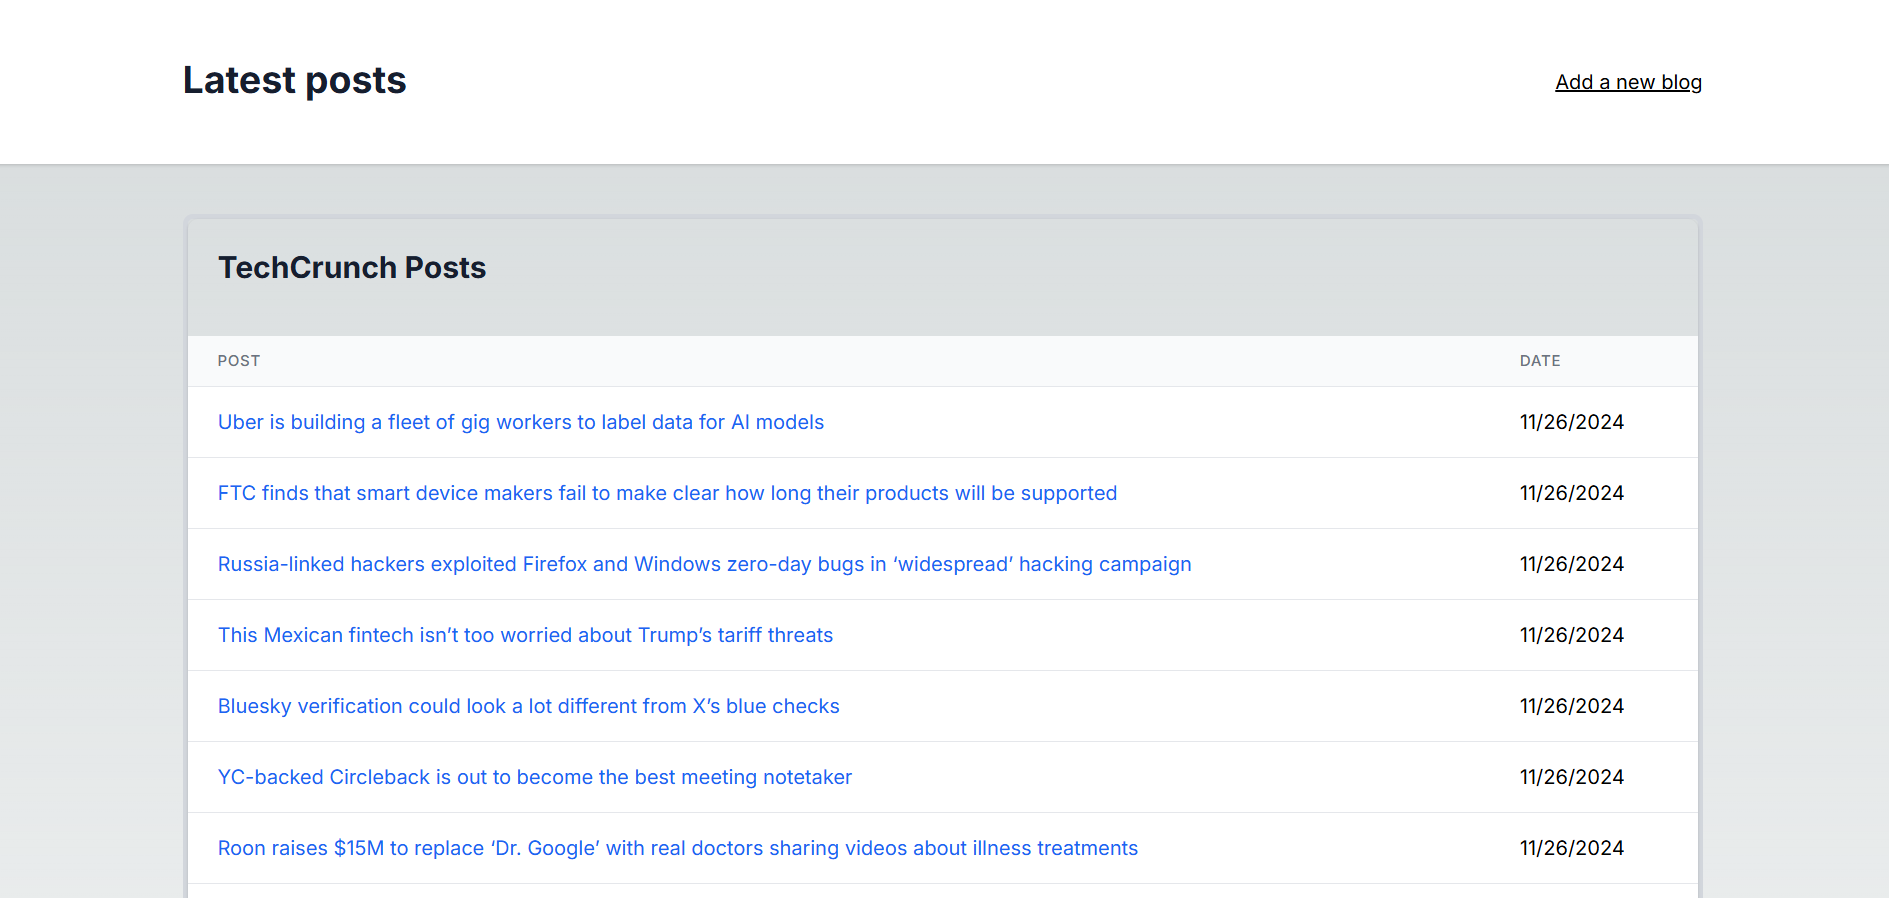 Latest posts
Add a new blog
TechCrunch Posts
POST DATE
Uber is building a fleet of gig workers to label data for AI models 11/26/2024
FTC finds that smart device makers fail to make clear how long their products will be supported 11/26/2024
Russia-linked hackers exploited Firefox and Windows zero-day bugs in ‘widespread’ hacking campaign 11/26/2024
This Mexican fintech isn’t too worried about Trump’s tariff threats 11/26/2024
Bluesky verification could look a lot different from X’s blue checks 11/26/2024
YC-backed Circleback is out to become the best meeting notetaker 11/26/2024
Roon raises $15M to replace ‘Dr. Google’ with real doctors sharing videos about illness treatments 11/26/2024